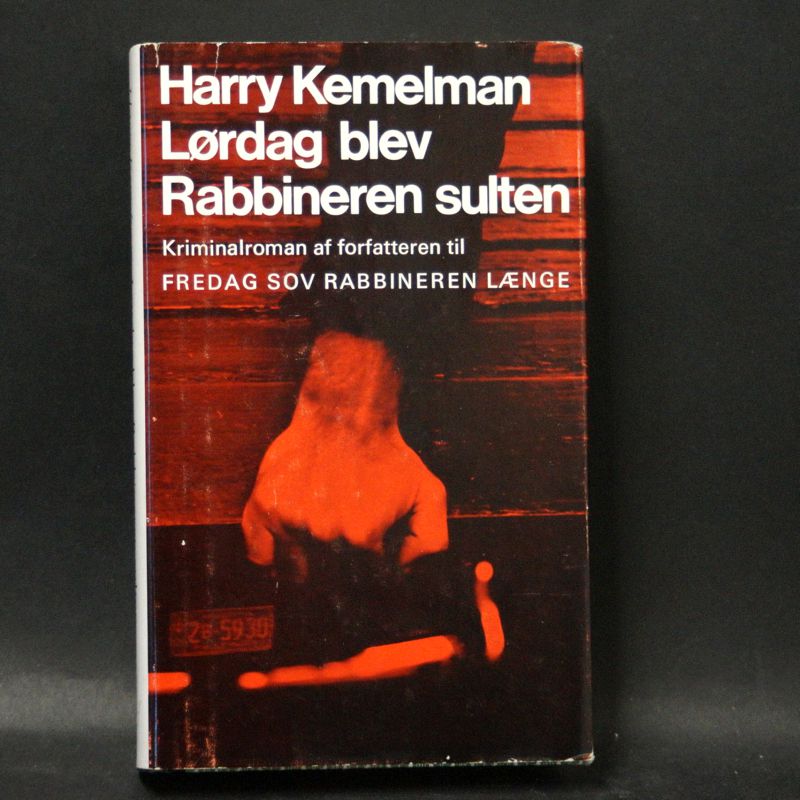 Harry Kemelman
Lørdag blev
Rabbineren sulten
Kriminalroman af forfatteren til
FREDAG SOV RABBINEREN LÆNGE